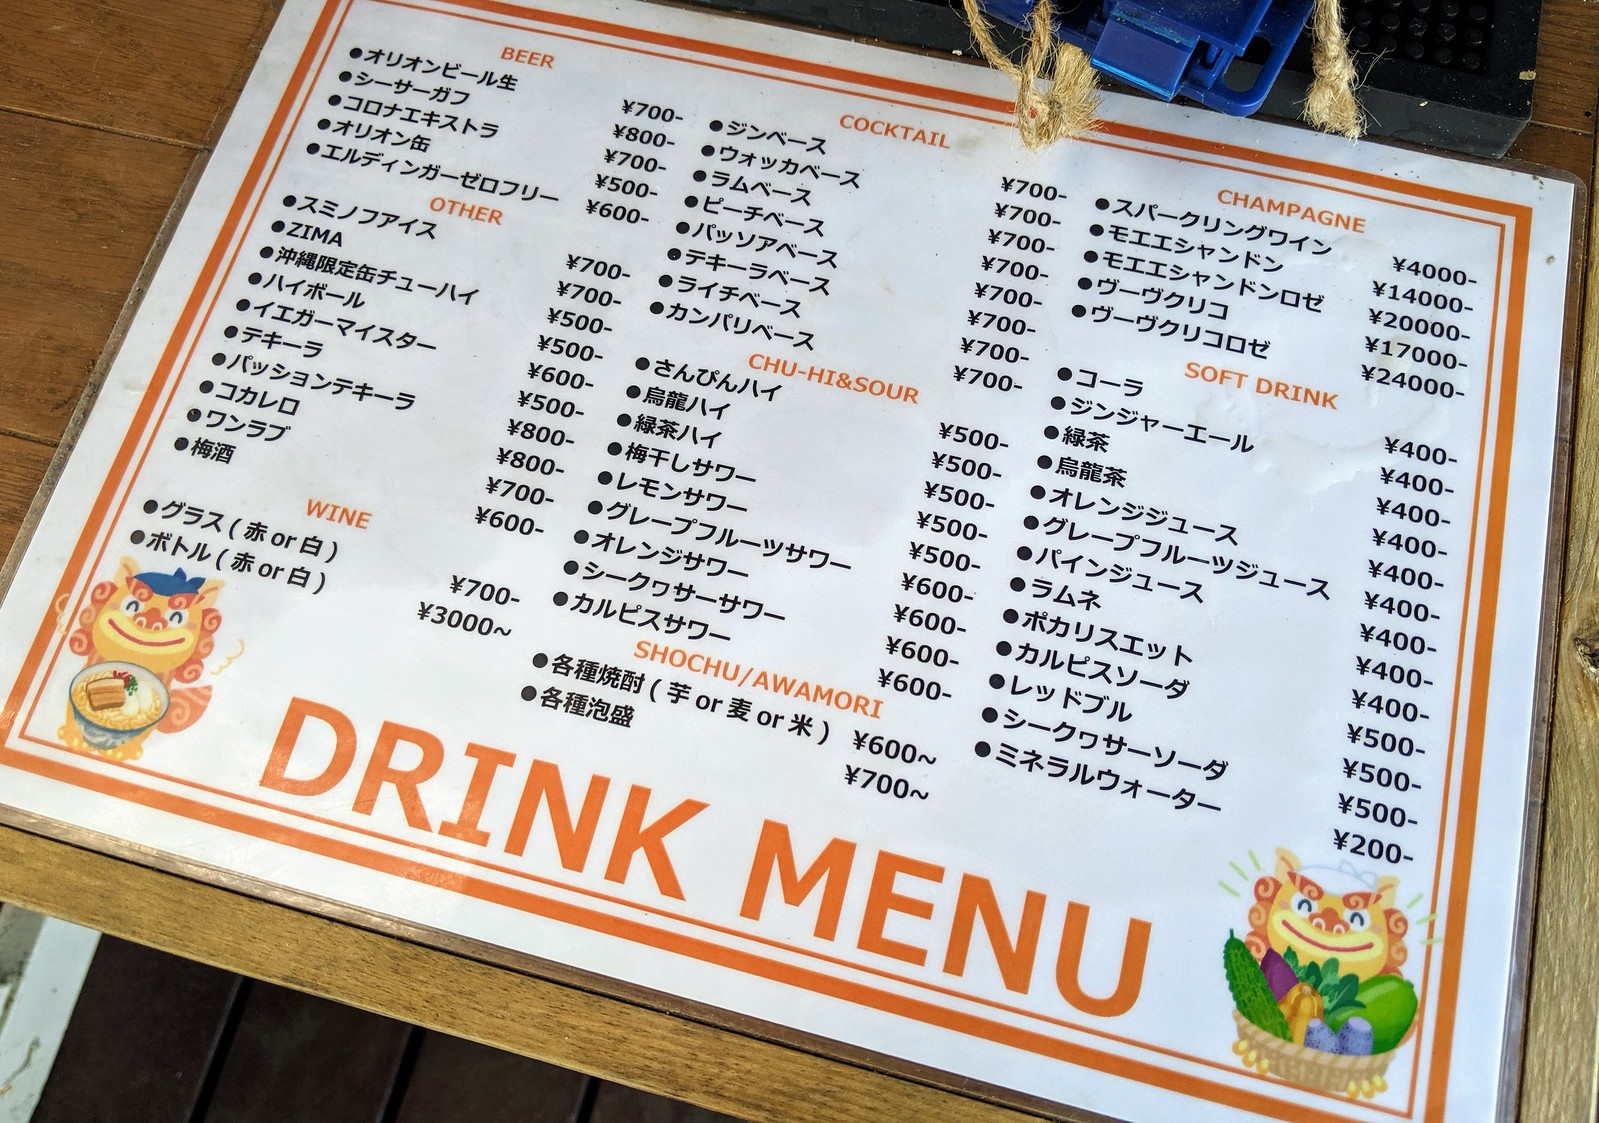 BEER
●オリオンビール生 ¥700-
●シーサーガフ ¥800-
●コロナエキストラ ¥700-
●オリオン缶 ¥500-
●エルディンガーゼロフリー ¥600-
OTHER
●スミノフアイス ¥700-
●ZIMA ¥700-
●沖縄限定缶チューハイ ¥500-
●ハイボール ¥500-
●イエガーマイスター ¥600-
●テキーラ ¥500-
●パッションテキーラ ¥800-
●コカレロ ¥800-
●ワンラブ ¥700-
●梅酒 ¥600-
WINE
●グラス ( 赤 or 白 ) ¥700-
●ボトル ( 赤 or 白 ) ¥3000~
COCKTAIL
●ジンベース ¥700-
●ウォッカベース ¥700-
●ラムベース ¥700-
●ピーチベース ¥700-
●パッソアベース ¥700-
●テキーラベース ¥700-
●ライチベース ¥700-
●カンパリベース ¥700-
CHU-HI&SOUR
●さんぴんハイ ¥500-
●烏龍ハイ ¥500-
●緑茶ハイ ¥500-
●梅干しサワー ¥500-
●レモンサワー ¥500-
●グレープフルーツサワー ¥600-
●オレンジサワー ¥600-
●シークヮサーサワー ¥600-
●カルピスサワー ¥600-
SHOCHU/AWAMORI
●各種焼酎 ( 芋 or 麦 or 米 ) ¥600~
●各種泡盛 ¥700~
CHAMPAGNE
●スパークリングワイン ¥4000-
●モエエシャンドン ¥14000-
●モエエシャンドンロゼ ¥20000-
●ヴーヴクリコ ¥17000-
●ヴーヴクリコロゼ ¥24000-
SOFT DRINK
●コーラ ¥400-
●ジンジャーエール ¥400-
●緑茶 ¥400-
●烏龍茶 ¥400-
●オレンジジュース ¥400-
●グレープフルーツジュース ¥400-
●パインジュース ¥400-
●ラムネ ¥400-
●ポカリスエット ¥400-
●カルピスソーダ ¥500-
●レッドブル ¥500-
●シークヮサーソーダ ¥500-
●ミネラルウォーター ¥200-
DRINK MENU